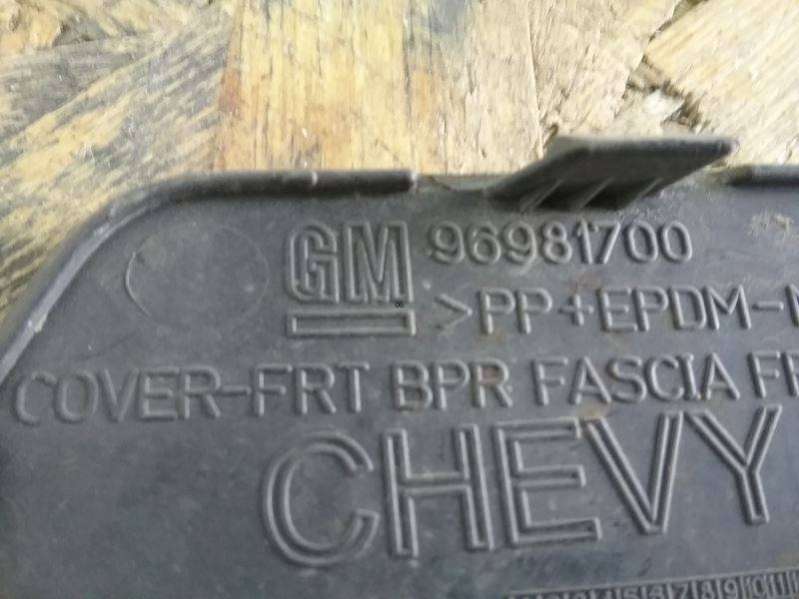 GM 96981700
>PP+EPDM-
COVER-FRT BPR FASCIA
CHEVY